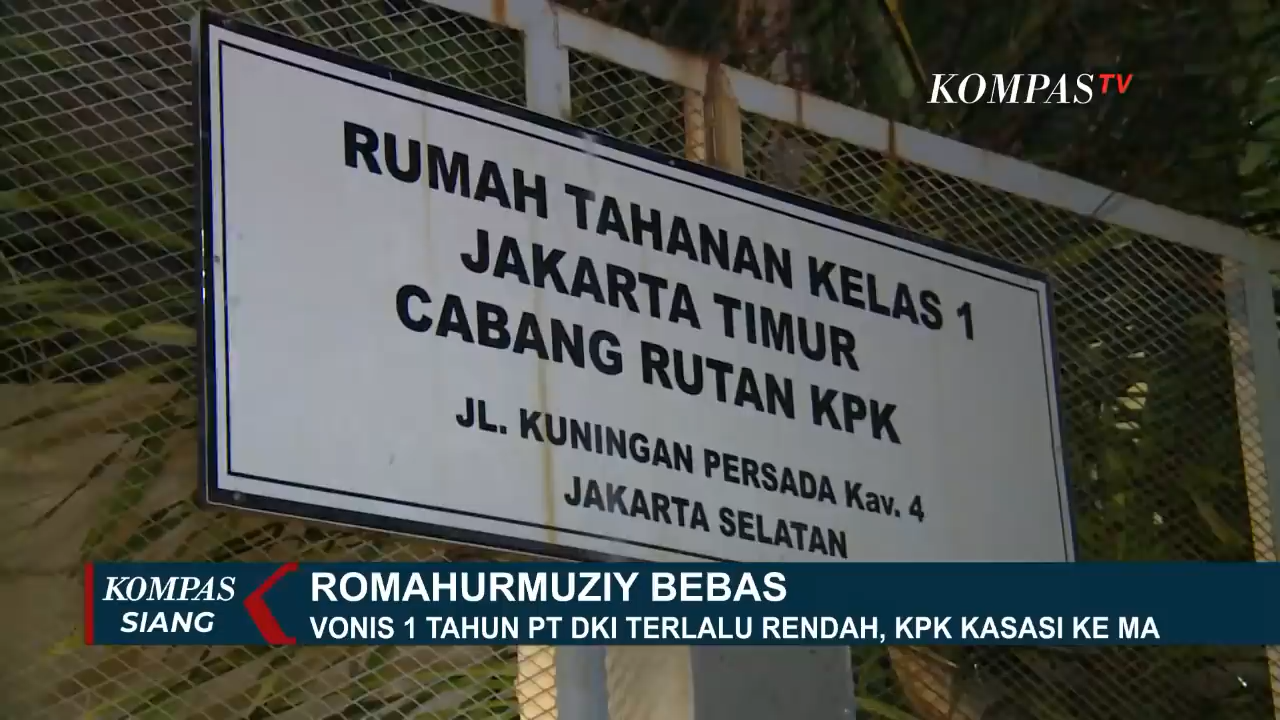 KOMPASTV
RUMAH TAHANAN KELAS 1
JAKARTA TIMUR
CABANG RUTAN KPK
JL. KUNINGAN PERSADA Kav. 4
JAKARTA SELATAN
KOMPAS
SIANG
ROMAHURMUZIY BEBAS
VONIS 1 TAHUN PT DKI TERLALU RENDAH, KPK KASASI KE MA